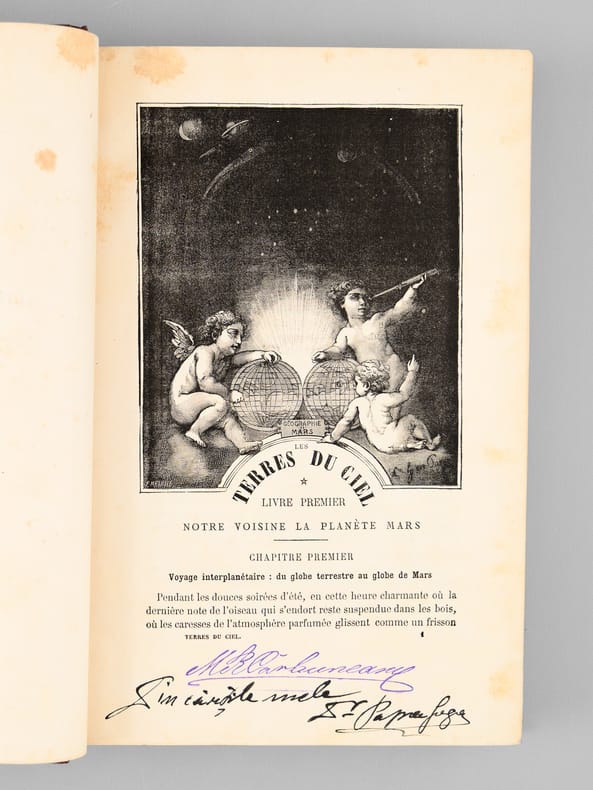 GÉOGRAPHIE
DE
MARS
LES
TERRES DU CIEL
LIVRE PREMIER
NOTRE VOISINE LA PLANÈTE MARS
CHAPITRE PREMIER
Voyage interplanétaire : du globe terrestre au globe de Mars
Pendant les douces soirées d'été, en cette heure charmante où la
dernière note de l'oiseau qui s'endort reste suspendue dans les bois,
où les caresses de l'atmosphère parfumée glissent comme un frisson
TERRES DU CIEL. 1
mele
Dr